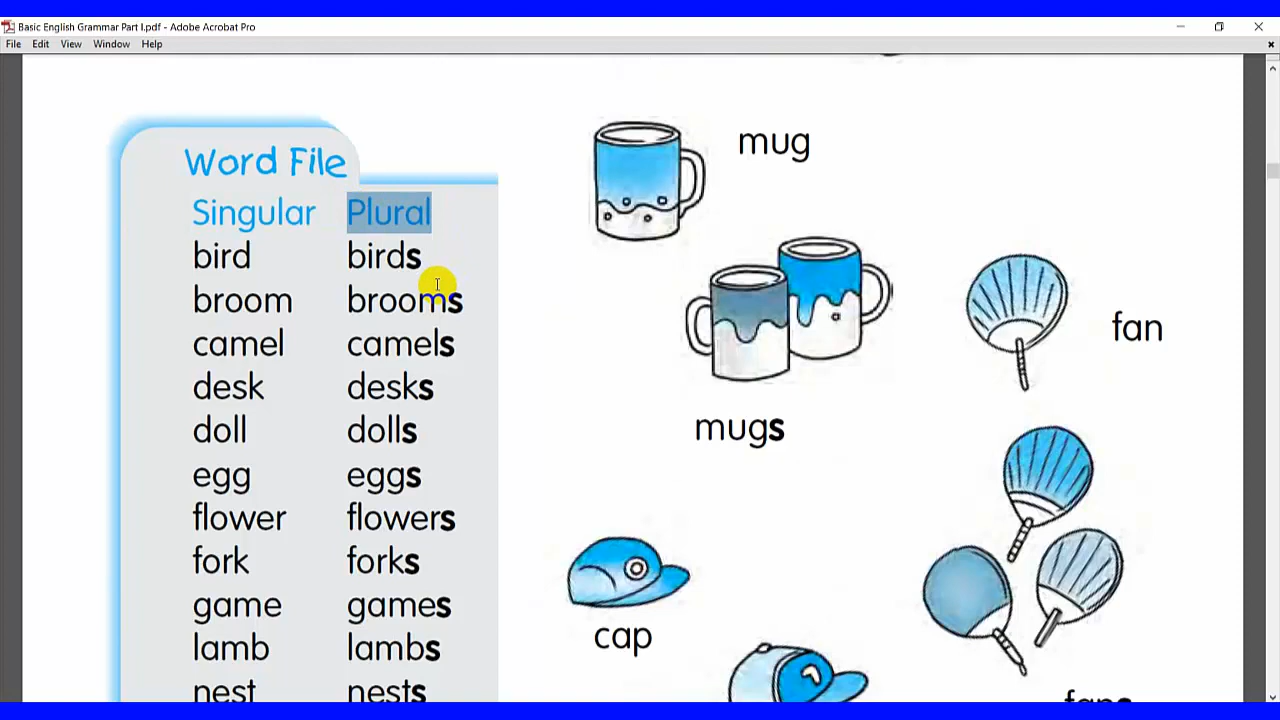 Basic English Grammar Part I.pdf - Adobe Acrobat Pro
File Edit View Window Help
Word File
Singular Plural
bird birds
broom brooms
camel camels
desk desks
doll dolls
egg eggs
flower flowers
fork forks
game games
lamb lambs
nest nests
mug
mugs
fan
cap
fans